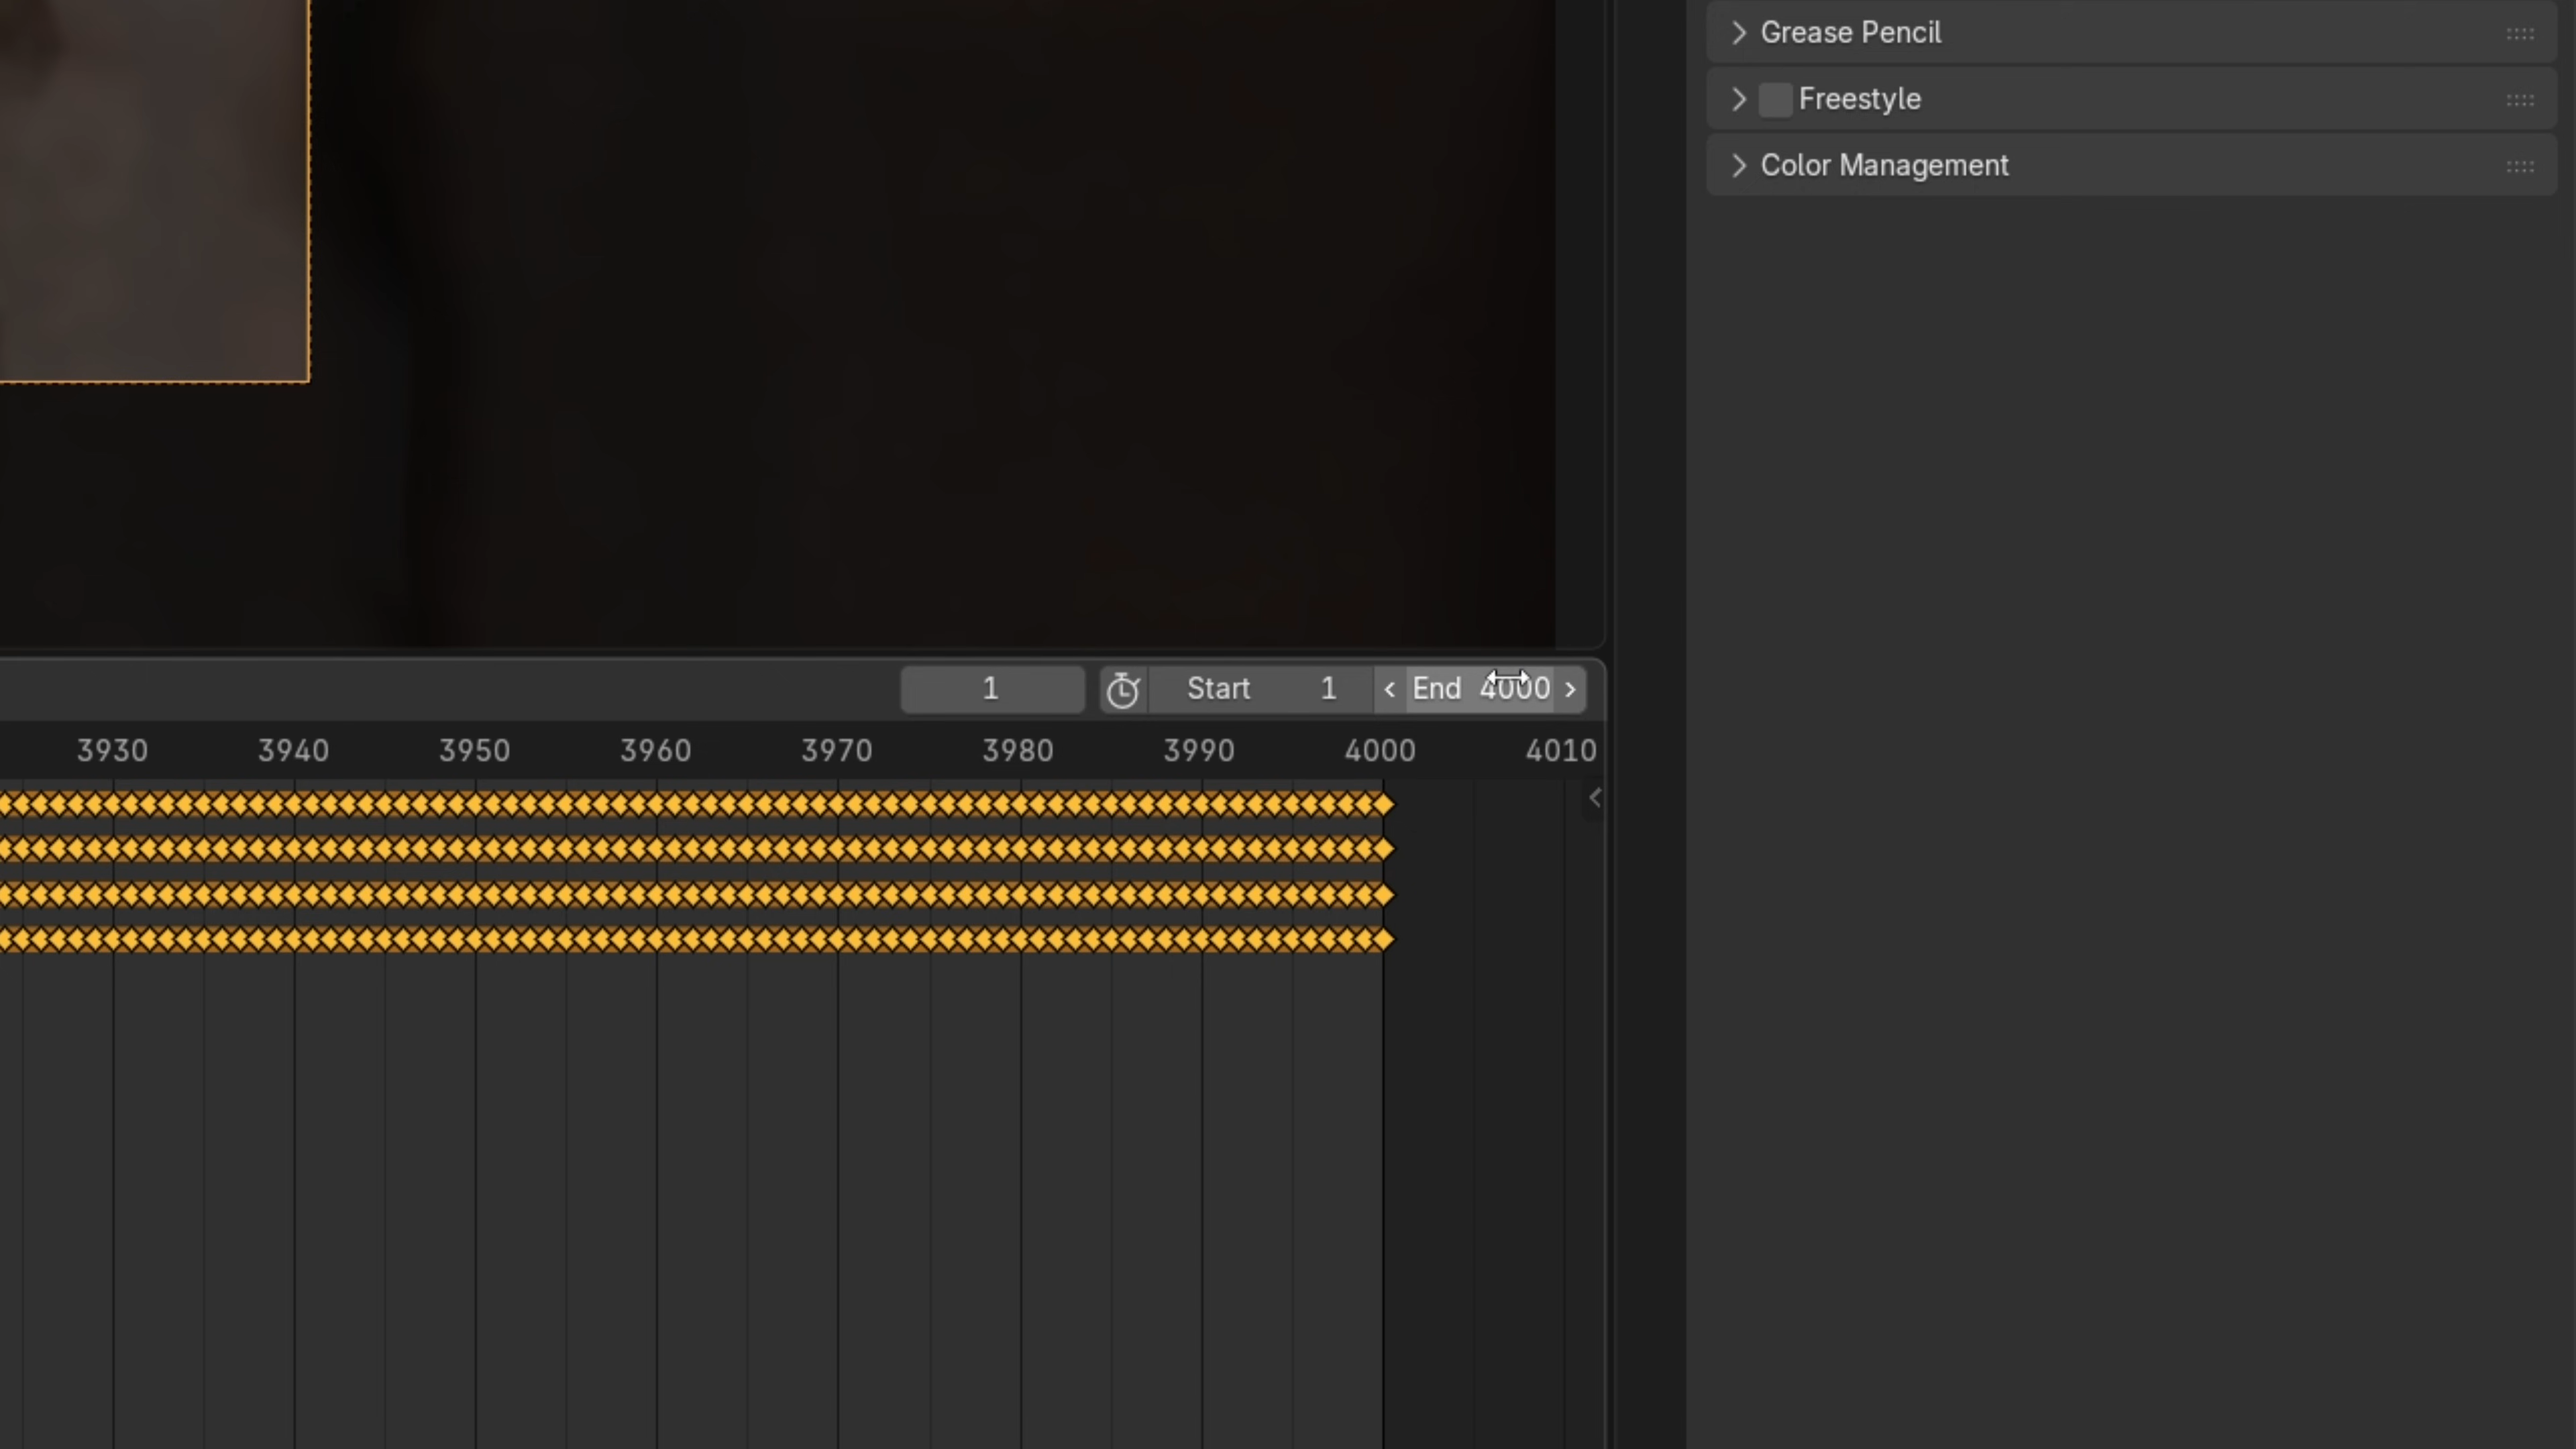 Grease Pencil
Freestyle
Color Management
1 Start 1 End 4000
3930 3940 3950 3960 3970 3980 3990 4000 4010